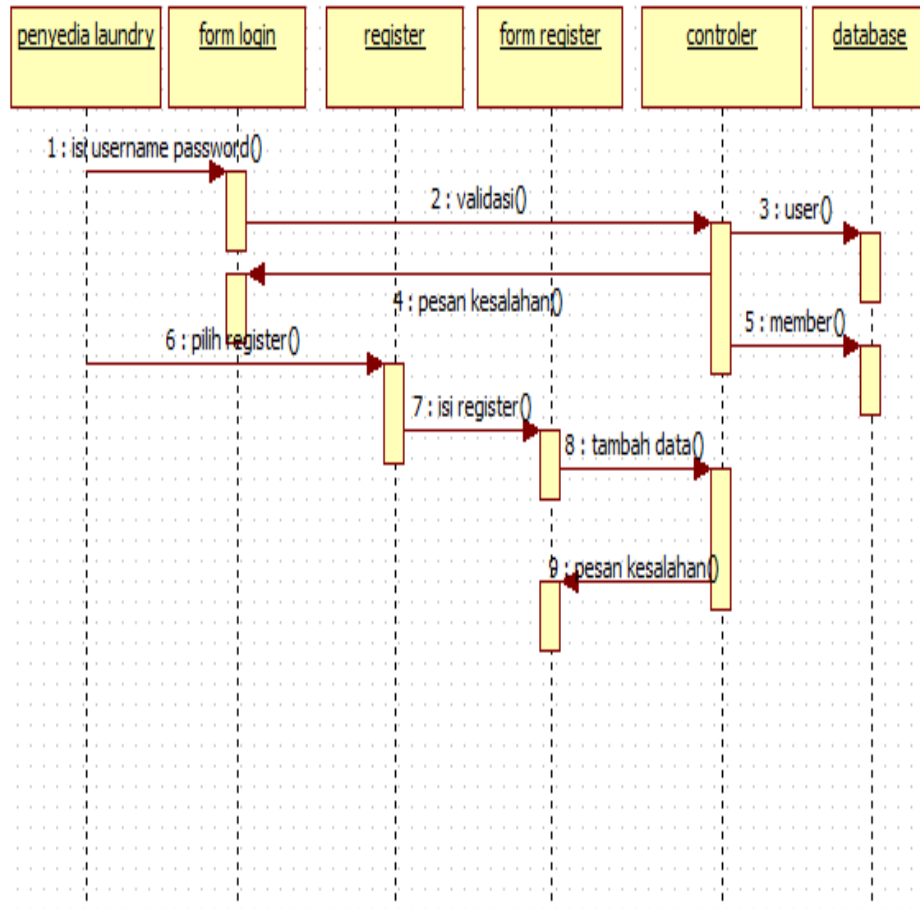 penyedia laundry
form login
register
form register
controler
database
1 : isi username password()
2 : validasi()
3 : user()
4 : pesan kesalahan()
5 : member()
6 : pilih register()
7 : isi register()
8 : tambah data()
9 : pesan kesalahan()